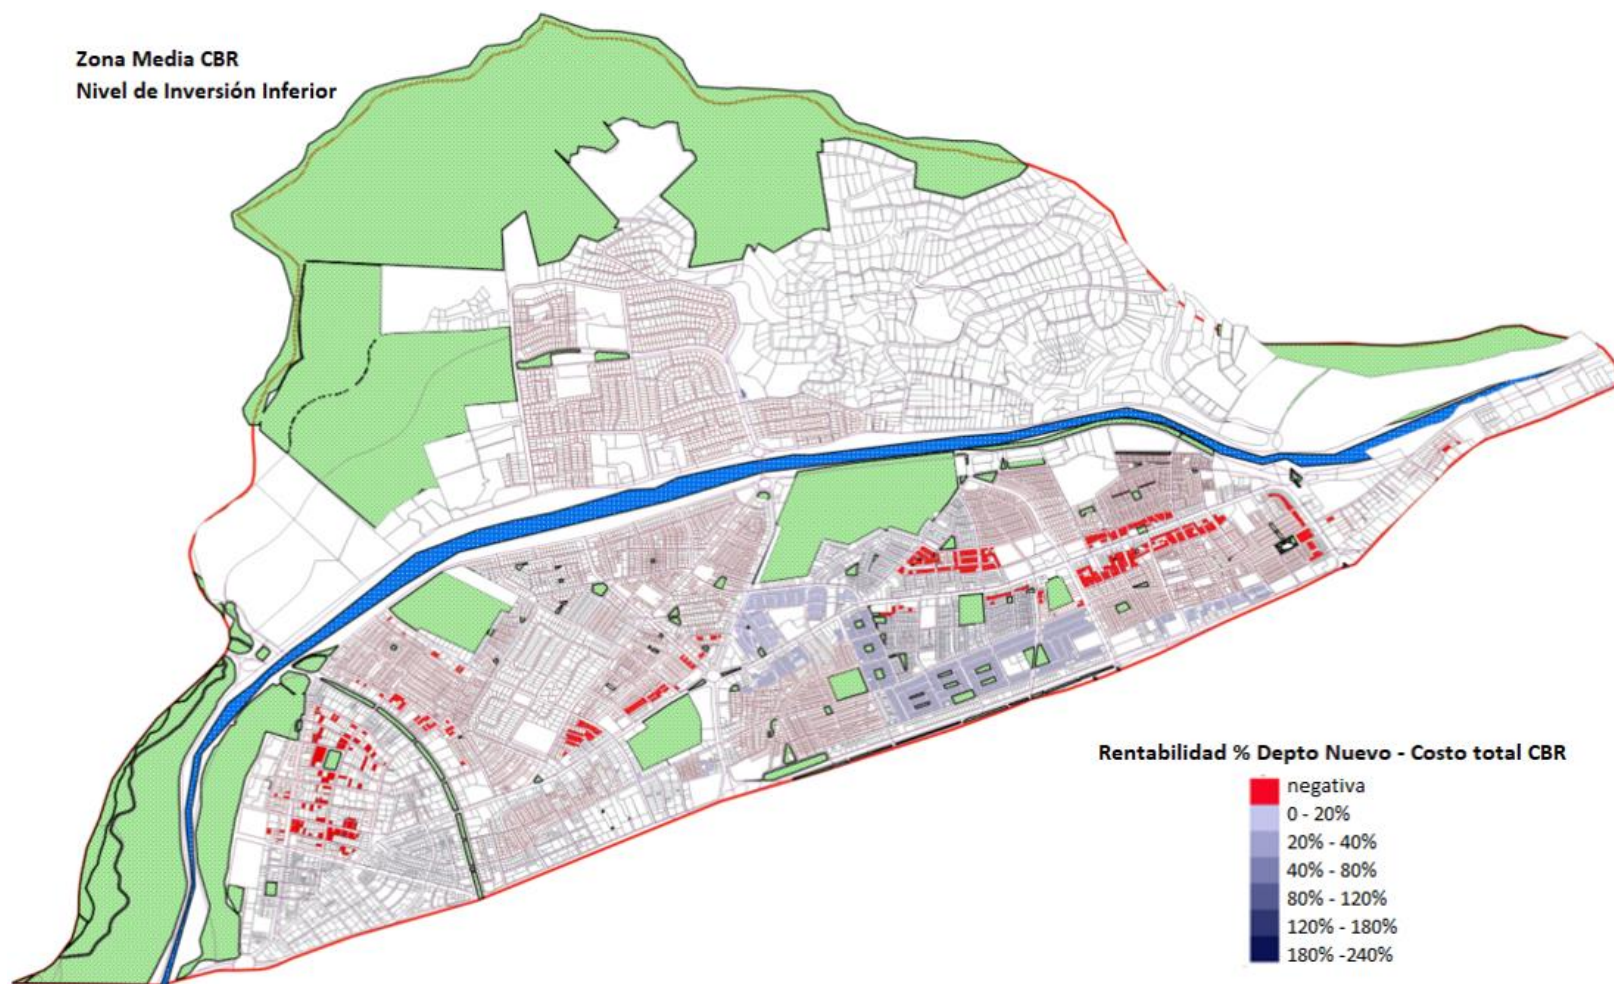 Zona Media CBR
Nivel de Inversión Inferior
Rentabilidad % Depto Nuevo - Costo total CBR
negativa
0 - 20%
20% - 40%
40% - 80%
80% - 120%
120% - 180%
180% -240%